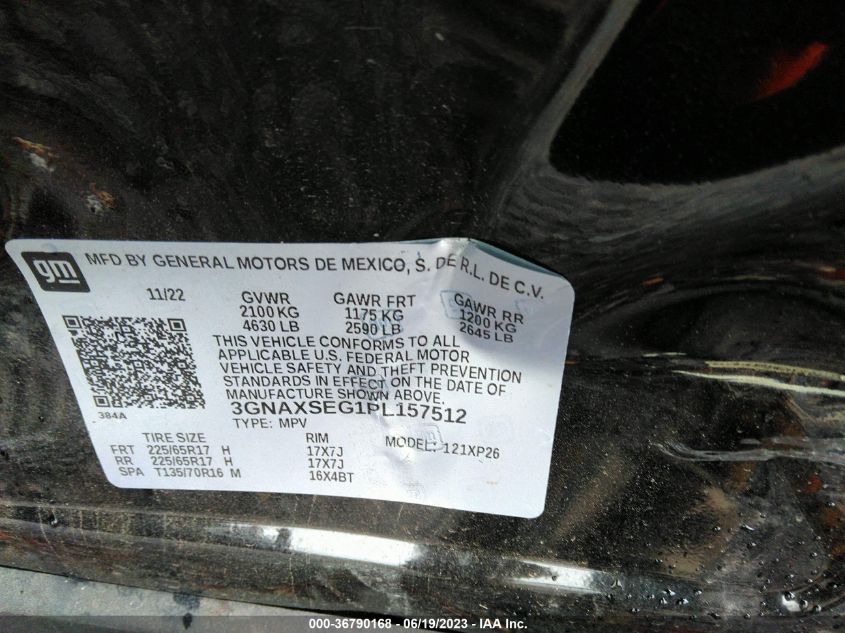 gm
MFD BY GENERAL MOTORS DE MEXICO, S. DE R.L. DE C.V.
11/22 GVWR GAWR FRT GAWR RR
2100 KG 1175 KG 1200 KG
4630 LB 2590 LB 2645 LB
THIS VEHICLE CONFORMS TO ALL
APPLICABLE U.S. FEDERAL MOTOR
VEHICLE SAFETY AND THEFT PREVENTION
STANDARDS IN EFFECT ON THE DATE OF
MANUFACTURE SHOWN ABOVE.
384A
3GNAXSEG1PL157512
TYPE: MPV
TIRE SIZE RIM MODEL: 121XP26
FRT 225/65R17 H 17X7J
RR 225/65R17 H 17X7J
SPA T135/70R16 M 16X4BT
000-36790168 - 06/19/2023 - IAA Inc.